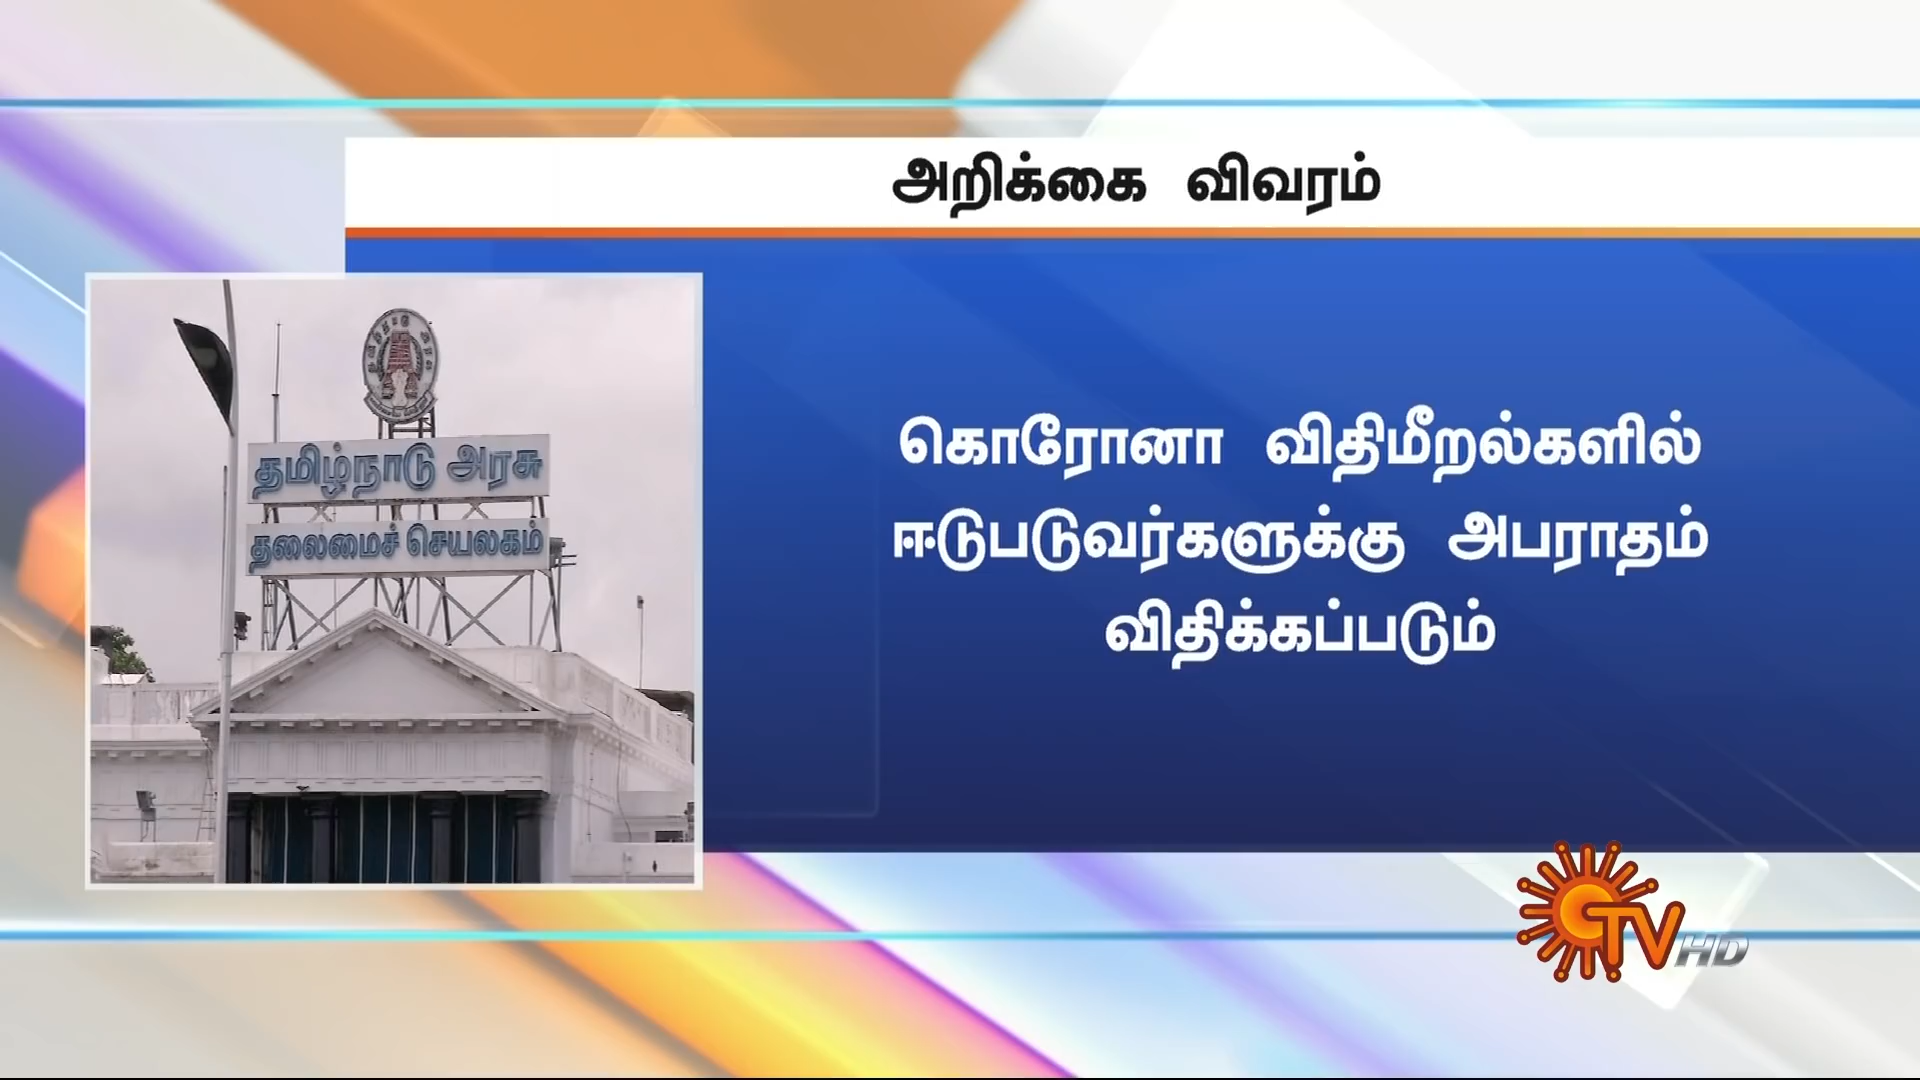 அறிக்கை விவரம்
தமிழ்நாடு அரசு
தலைமைச் செயலகம்
கொரோனா விதிமீறல்களில்
ஈடுபடுவர்களுக்கு அபராதம்
விதிக்கப்படும்
TV HD